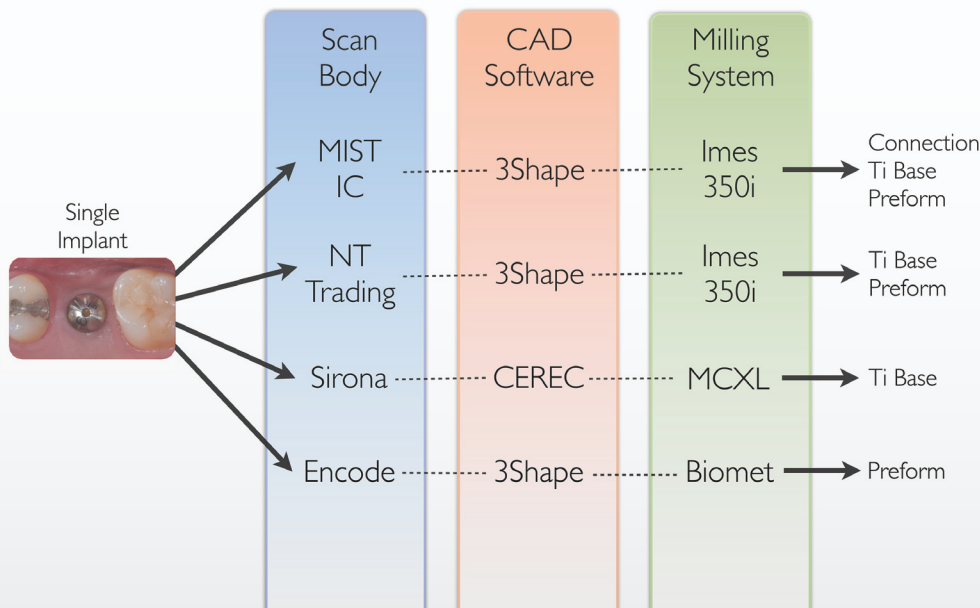 Scan
Body
CAD
Software
Milling
System
Single
Implant
MIST
IC
3Shape
Imes
350i
Connection
Ti Base
Preform
NT
Trading
3Shape
Imes
350i
Ti Base
Preform
Sirona
CEREC
MCXL
Ti Base
Encode
3Shape
Biomet
Preform